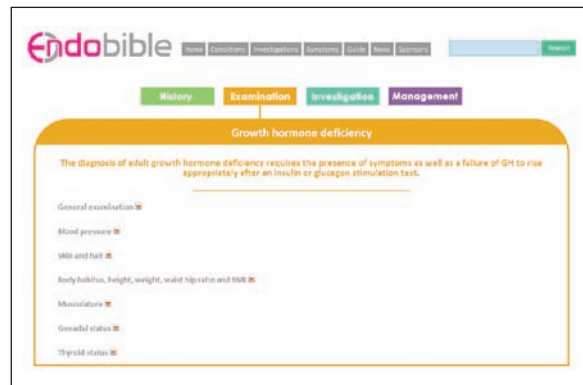 Endobible
Home Conditions Investigations Symptoms Guide News Sponsors
Search
History Examination Investigation Management
Growth hormone deficiency
The diagnosis of adult growth hormone deficiency requires the presence of symptoms as well as a failure of GH to rise
appropriately after an insulin or glucagon stimulation test.
General examination
Blood pressure
Skin and hair
Body habitus, height, weight, waist hip ratio and BMI
Musculature
Gonadal status
Thyroid status